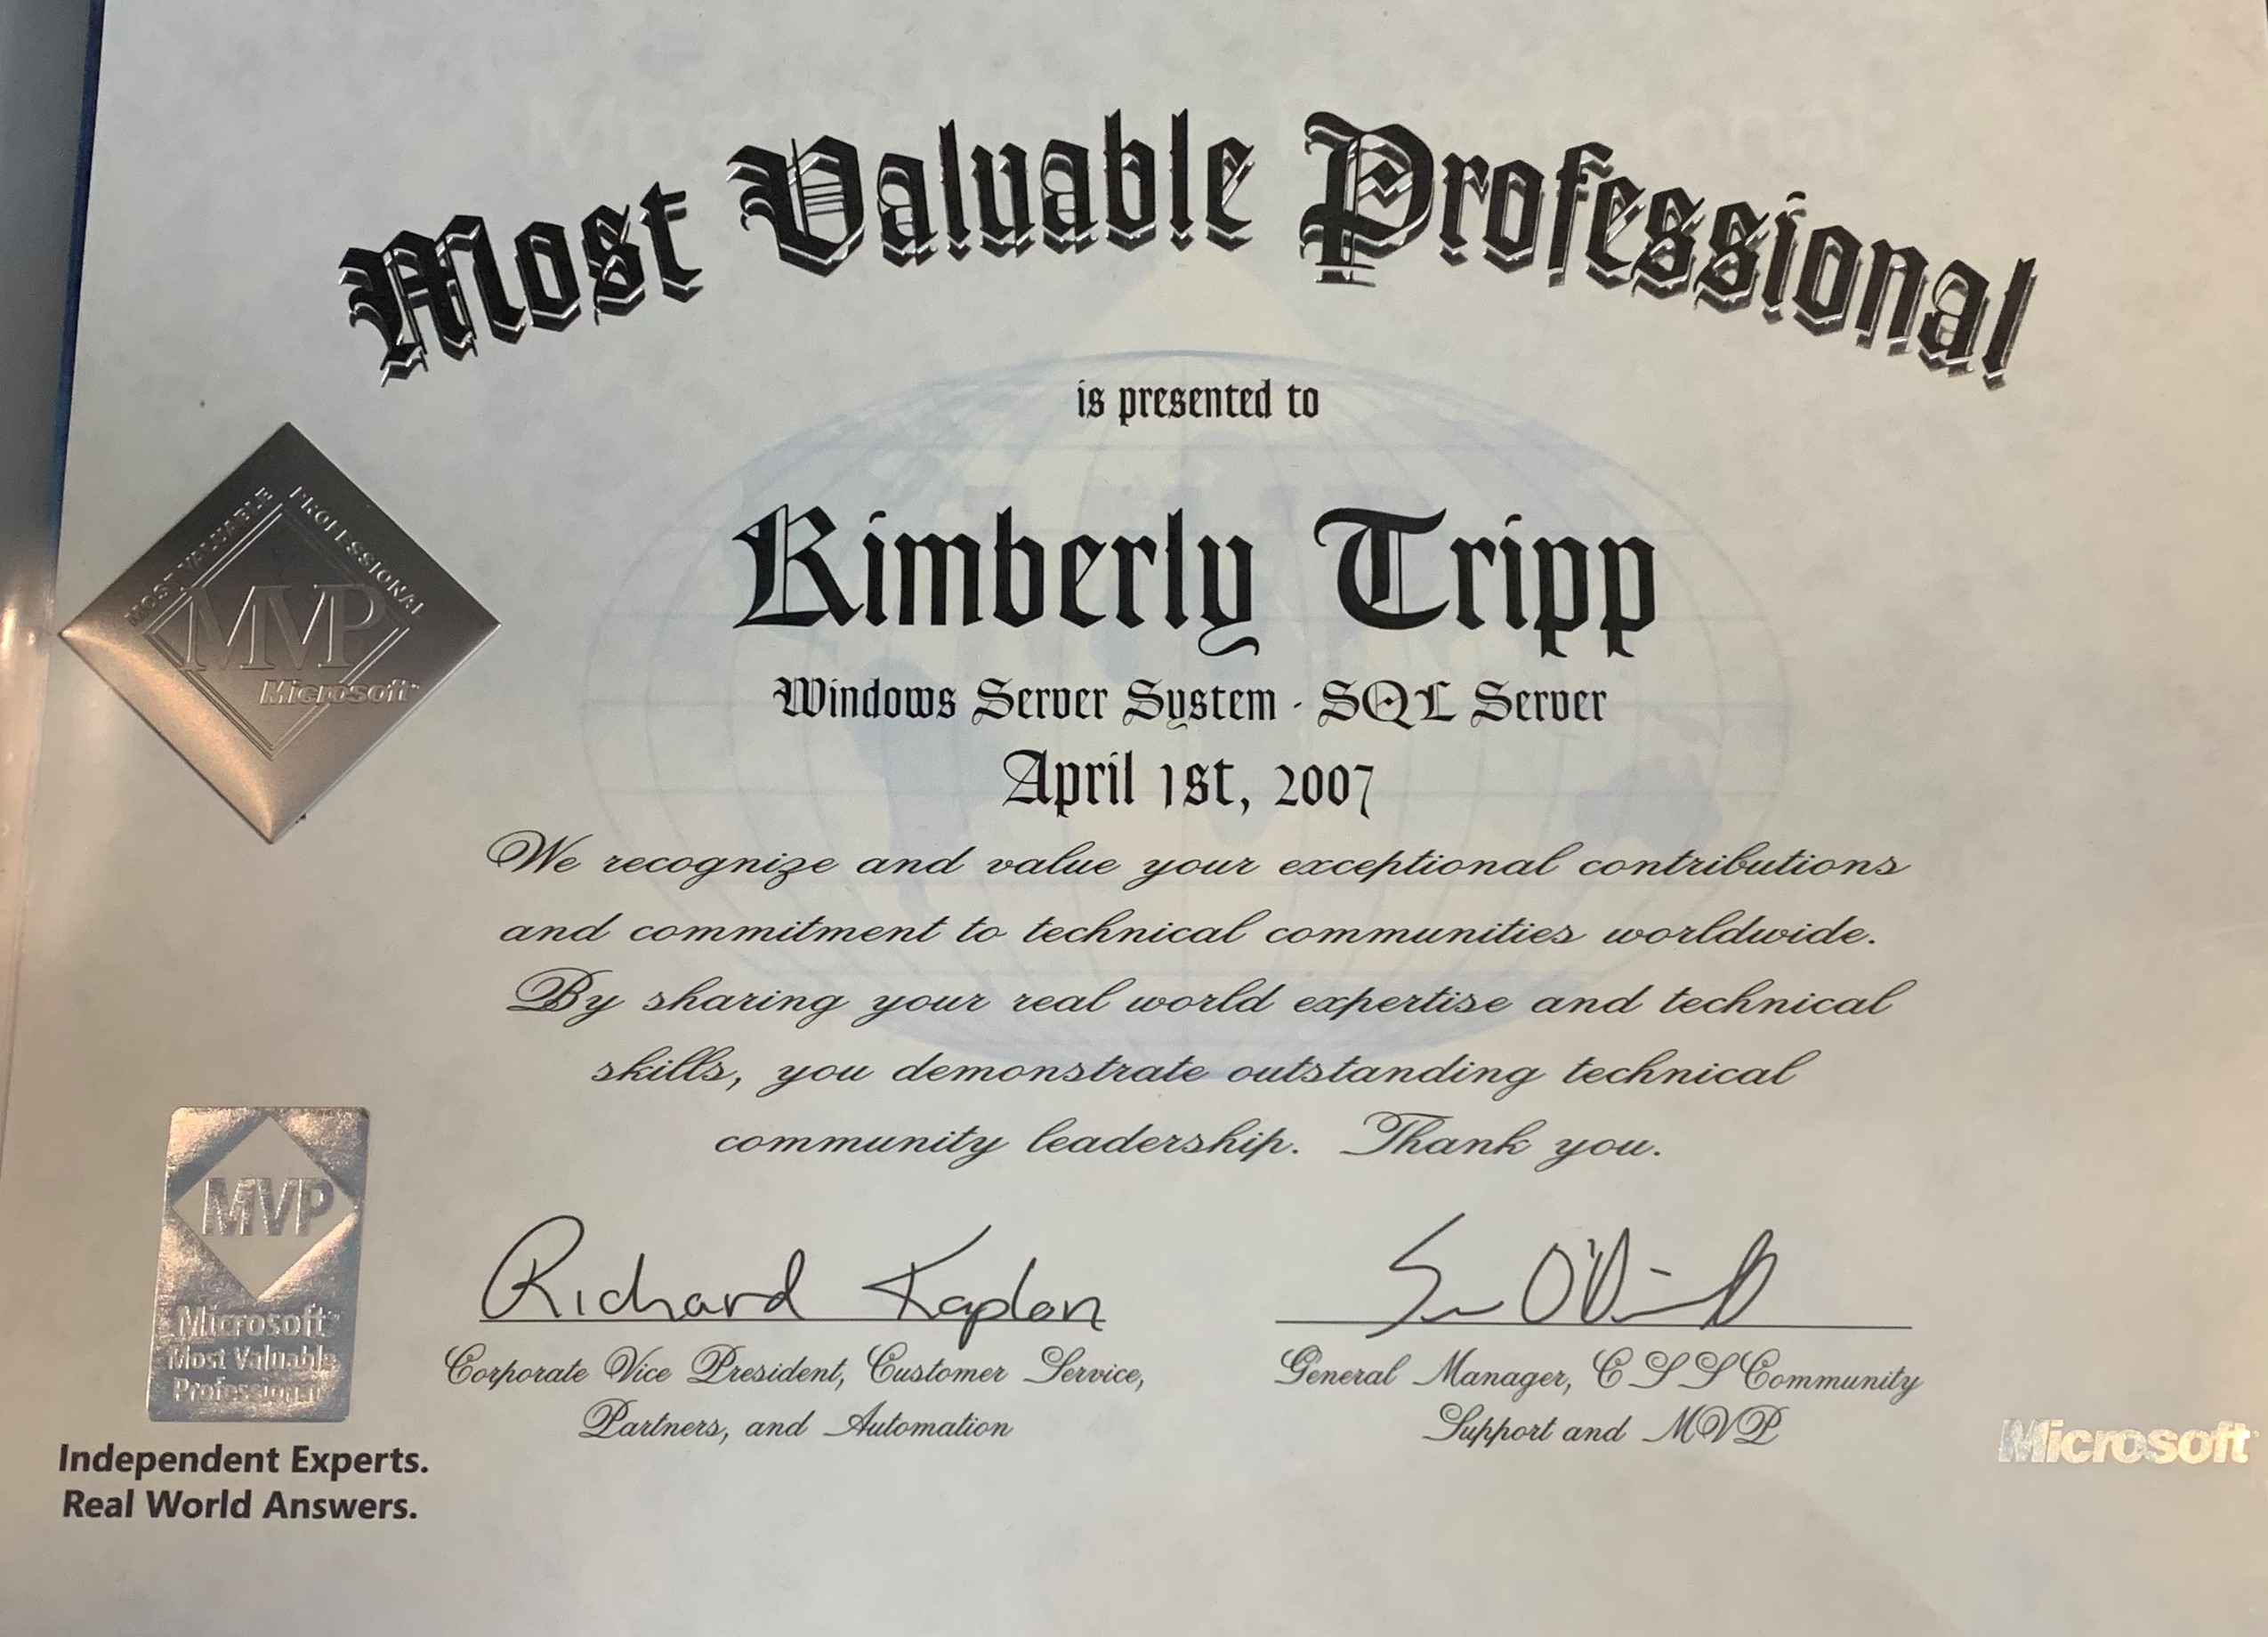 Most Valuable Professional
is presented to
Kimberly Tripp
Windows Server System - SQL Server
April 1st, 2007
MOST VALUABLE PROFESSIONAL
MVP
Microsoft
We recognize and value your exceptional contributions
and commitment to technical communities worldwide.
By sharing your real world expertise and technical
skills, you demonstrate outstanding technical
community leadership. Thank you.
MVP
Microsoft
Most Valuable
Professional
Independent Experts.
Real World Answers.
Richard Kaplan
Corporate Vice President, Customer Service,
Partners, and Automation
General Manager, CSS Community
Support and MVP
Microsoft